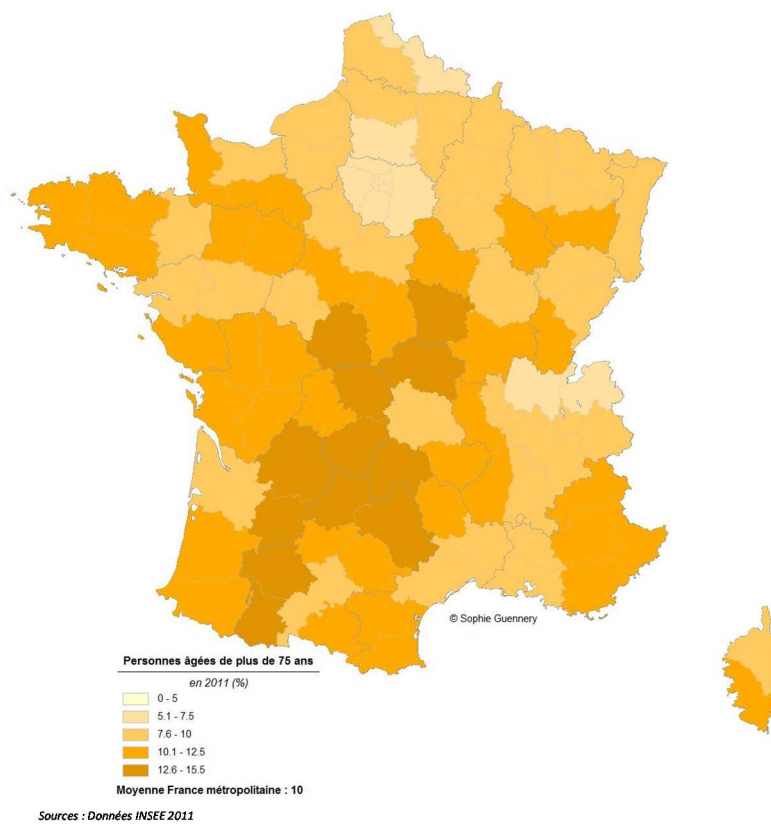 © Sophie Guennery
Personnes âgées de plus de 75 ans
en 2011 (%)
0 - 5
5.1 - 7.5
7.6 - 10
10.1 - 12.5
12.6 - 15.5
Moyenne France métropolitaine : 10
Sources : Données INSEE 2011